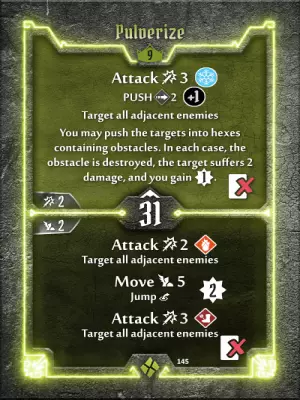 Pulverize
9
Attack 3
PUSH 2 +1
Target all adjacent enemies
You may push the targets into hexes
containing obstacles. In each case, the
obstacle is destroyed, the target suffers 2
damage, and you gain 1.
2
31
2
Attack 2
Target all adjacent enemies
Move 5
Jump 2
Attack 3
Target all adjacent enemies
145